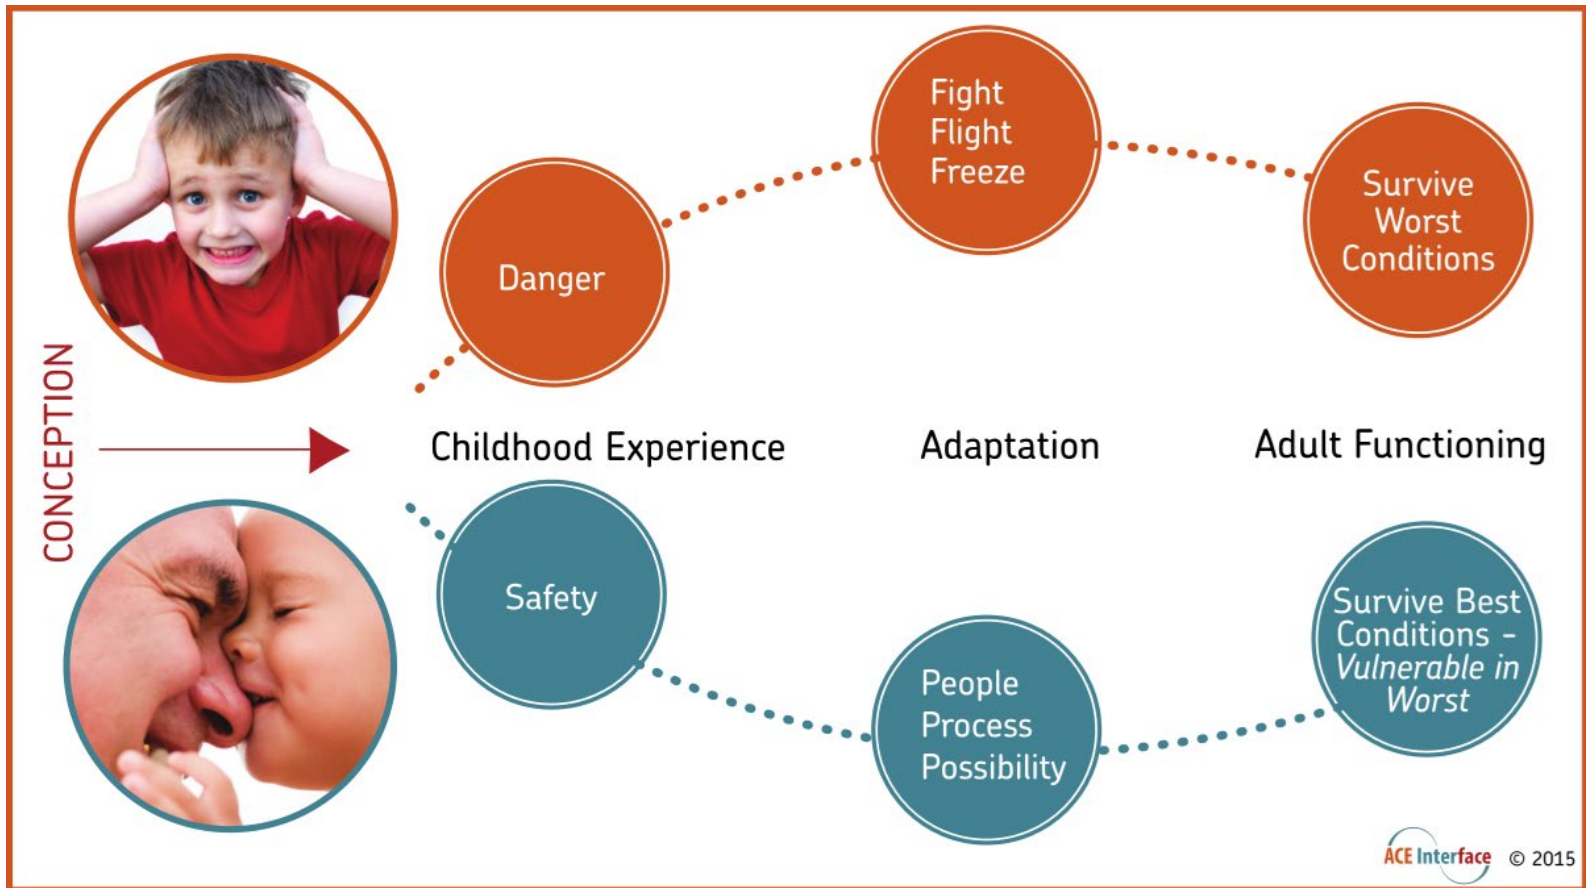 CONCEPTION
Danger
Fight
Flight
Freeze
Survive
Worst
Conditions
Childhood Experience
Adaptation
Adult Functioning
Safety
People
Process
Possibility
Survive Best
Conditions -
Vulnerable in
Worst
ACE Interface © 2015